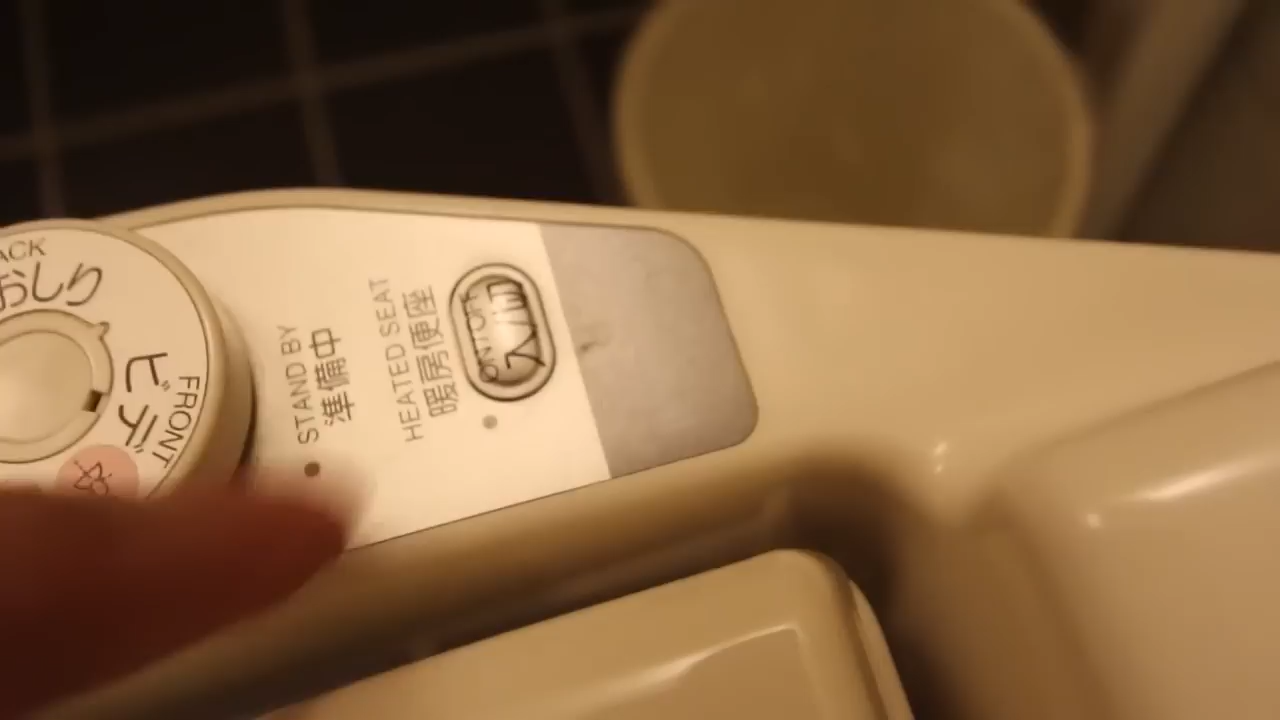 おしり
FRONT
ビデ
STAND BY
準備中
HEATED SEAT
暖房便座
ON/OFF
入/切